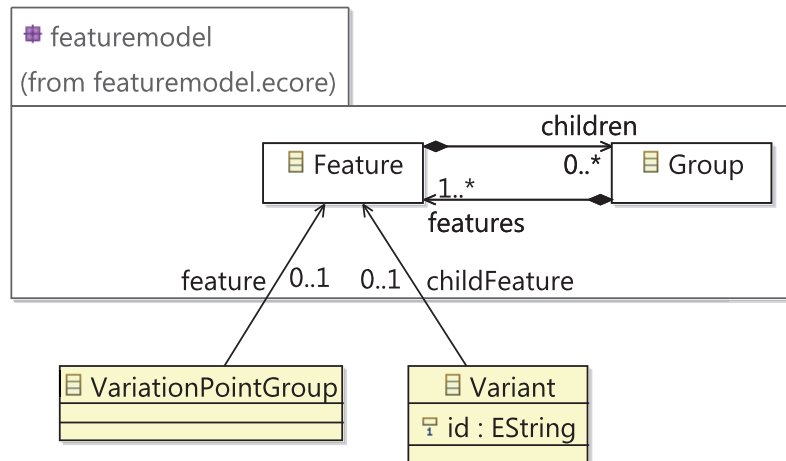 featuremodel
(from featuremodel.ecore)
children
Feature
0..*
Group
1..*
features
feature
0..1
0..1
childFeature
VariationPointGroup
Variant
1
id : EString